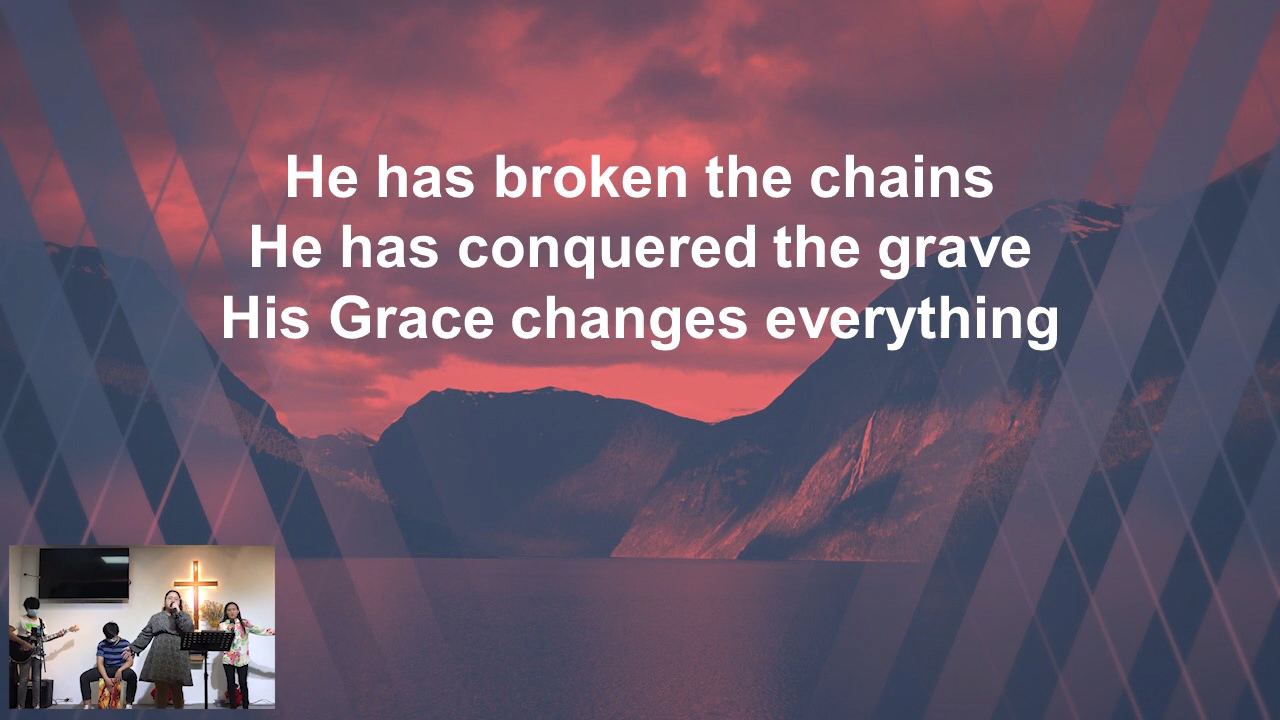 He has broken the chains
He has conquered the grave
His Grace changes everything